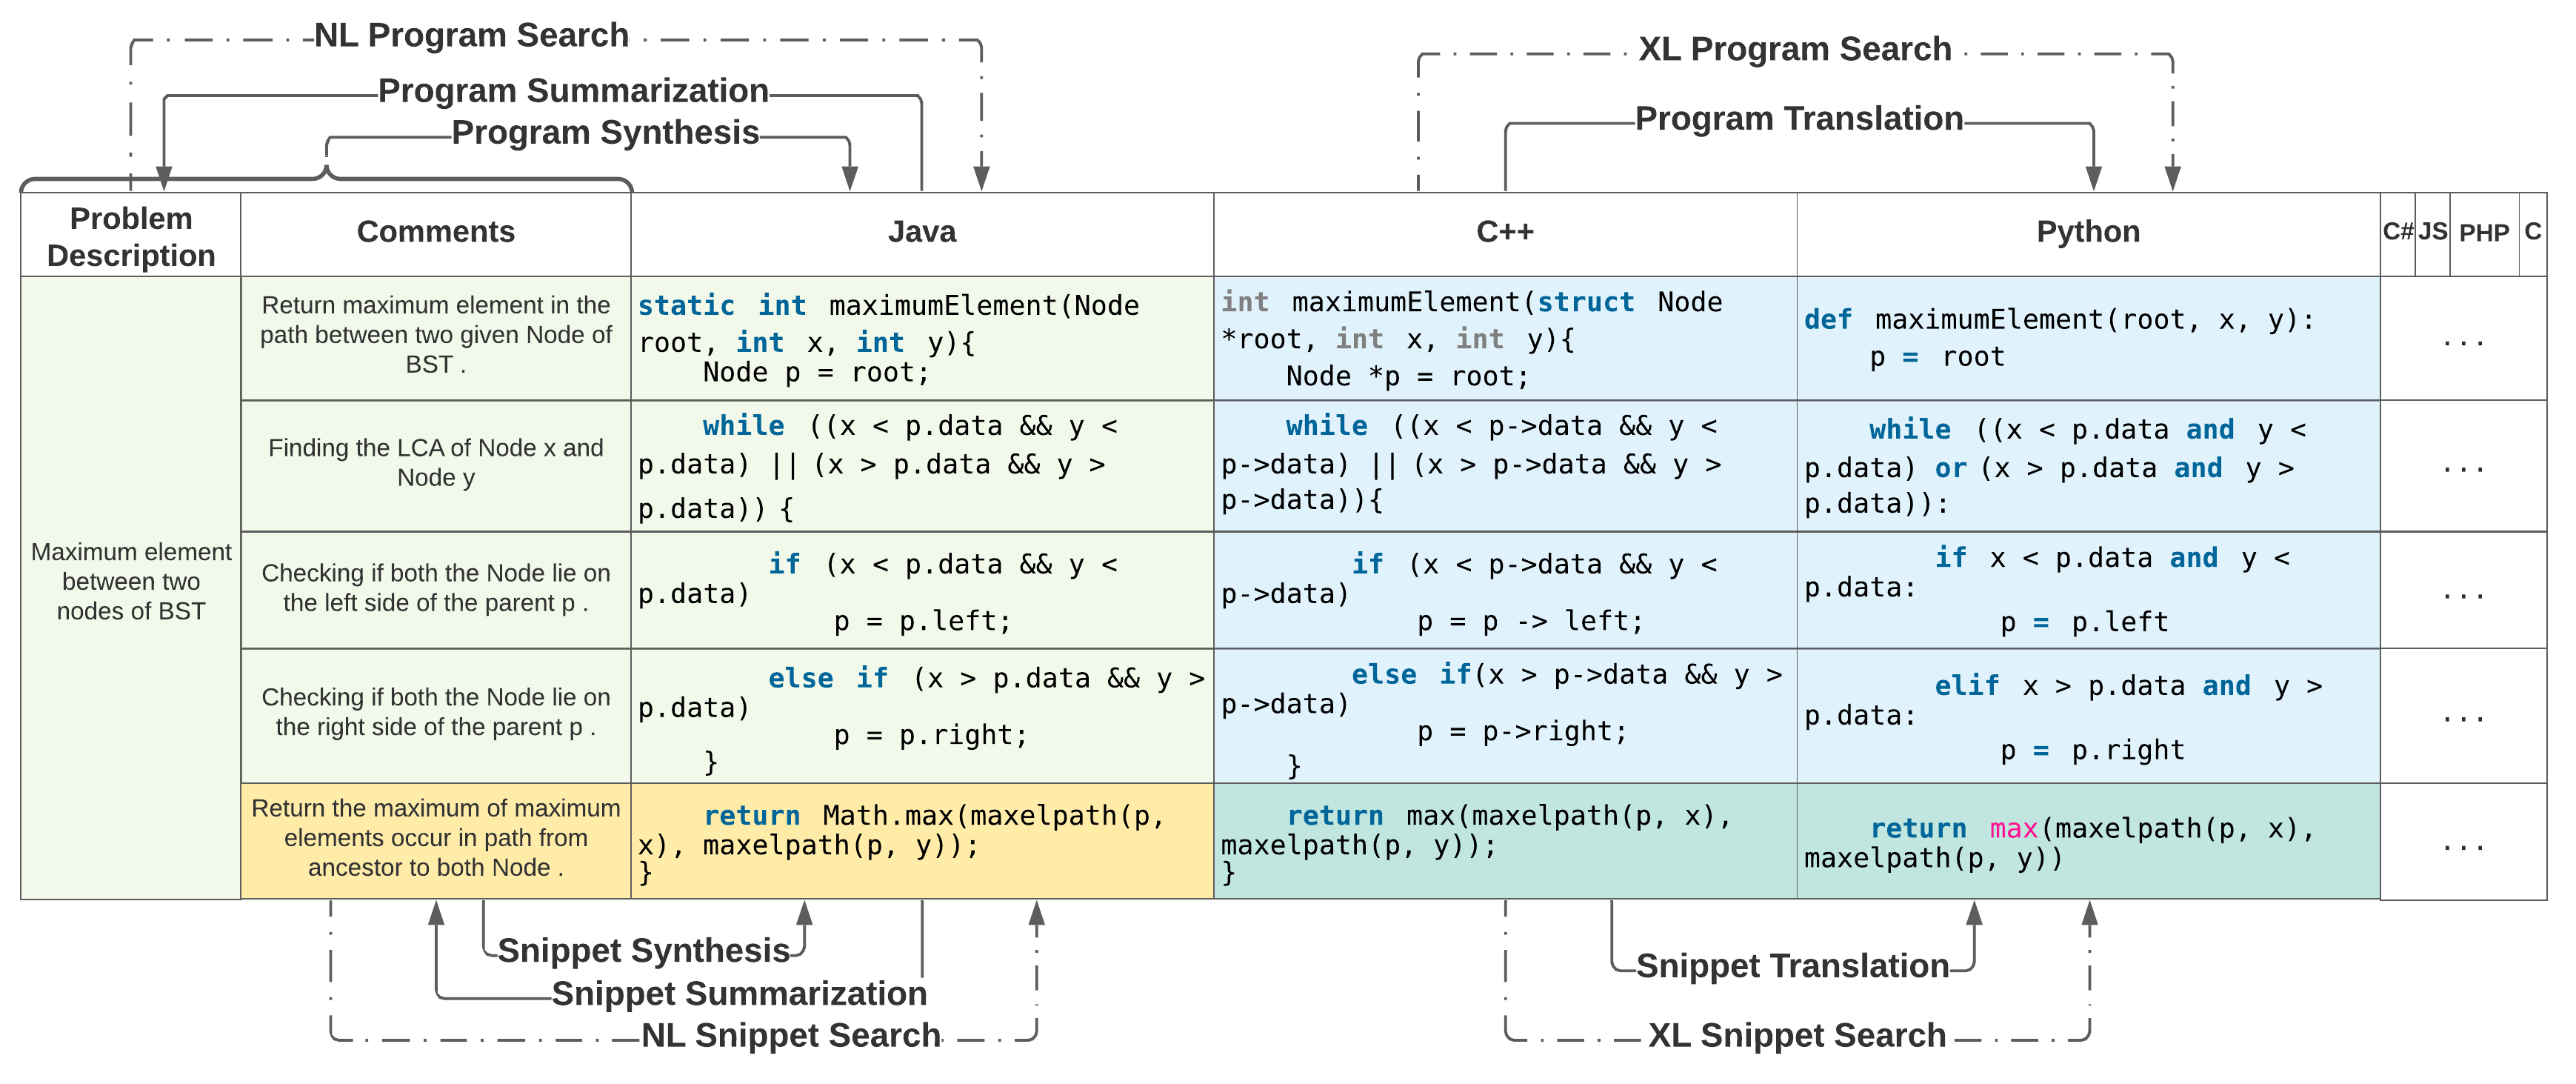 NL Program Search
XL Program Search
Program Summarization
Program Translation
Program Synthesis
Problem
Description
Comments
Java
C++
Python
C#
JS
PHP
C
Maximum element
between two
nodes of BST
Return maximum element in the
path between two given Node of
BST .
static int maximumElement(Node
root, int x, int y){
    Node p = root;
int maximumElement(struct Node
*root, int x, int y){
    Node *p = root;
def maximumElement(root, x, y):
    p = root
...
Finding the LCA of Node x and
Node y
    while ((x < p.data && y <
p.data) || (x > p.data && y >
p.data)) {
    while ((x < p->data && y <
p->data) || (x > p->data && y >
p->data)){
    while ((x < p.data and y <
p.data) or (x > p.data and y >
p.data)):
...
Checking if both the Node lie on
the left side of the parent p .
        if (x < p.data && y <
p.data)
            p = p.left;
        if (x < p->data && y <
p->data)
            p = p -> left;
        if x < p.data and y <
p.data:
            p = p.left
...
Checking if both the Node lie on
the right side of the parent p .
        else if (x > p.data && y >
p.data)
            p = p.right;
    }
        else if(x > p->data && y >
p->data)
            p = p->right;
    }
        elif x > p.data and y >
p.data:
            p = p.right
...
Return the maximum of maximum
elements occur in path from
ancestor to both Node .
    return Math.max(maxelpath(p,
x), maxelpath(p, y));
}
    return max(maxelpath(p, x),
maxelpath(p, y));
}
    return max(maxelpath(p, x),
maxelpath(p, y))
...
Snippet Synthesis
Snippet Translation
Snippet Summarization
NL Snippet Search
XL Snippet Search